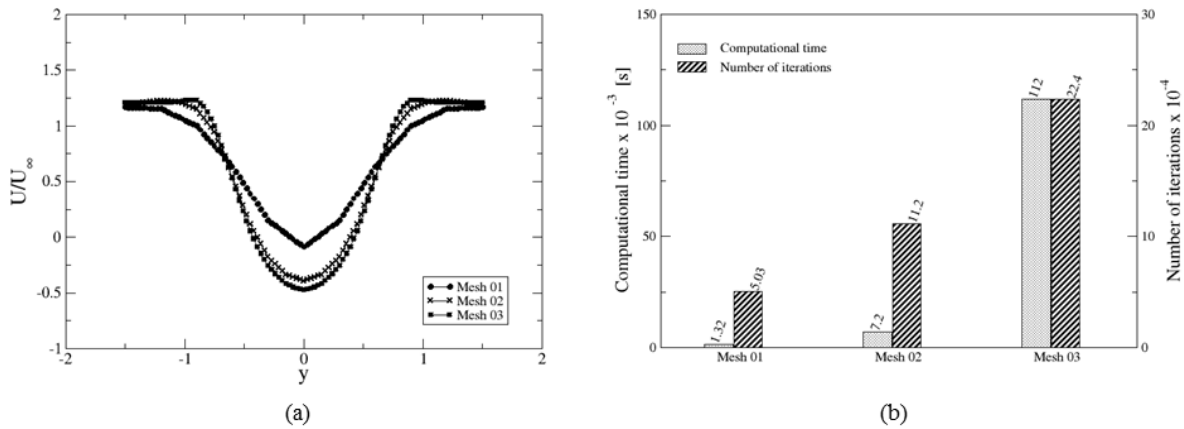 2
1.5
1
0.5
0
-0.5
-1
U/U∞
-2
-1
0
1
2
y
Mesh 01
Mesh 02
Mesh 03
(a)
150
100
50
0
Computational time x 10⁻³ [s]
Computational time
Number of iterations
1.32
5.03
7.2
11.2
112
22.4
Mesh 01
Mesh 02
Mesh 03
30
20
10
0
Number of iterations x 10⁻⁴
(b)